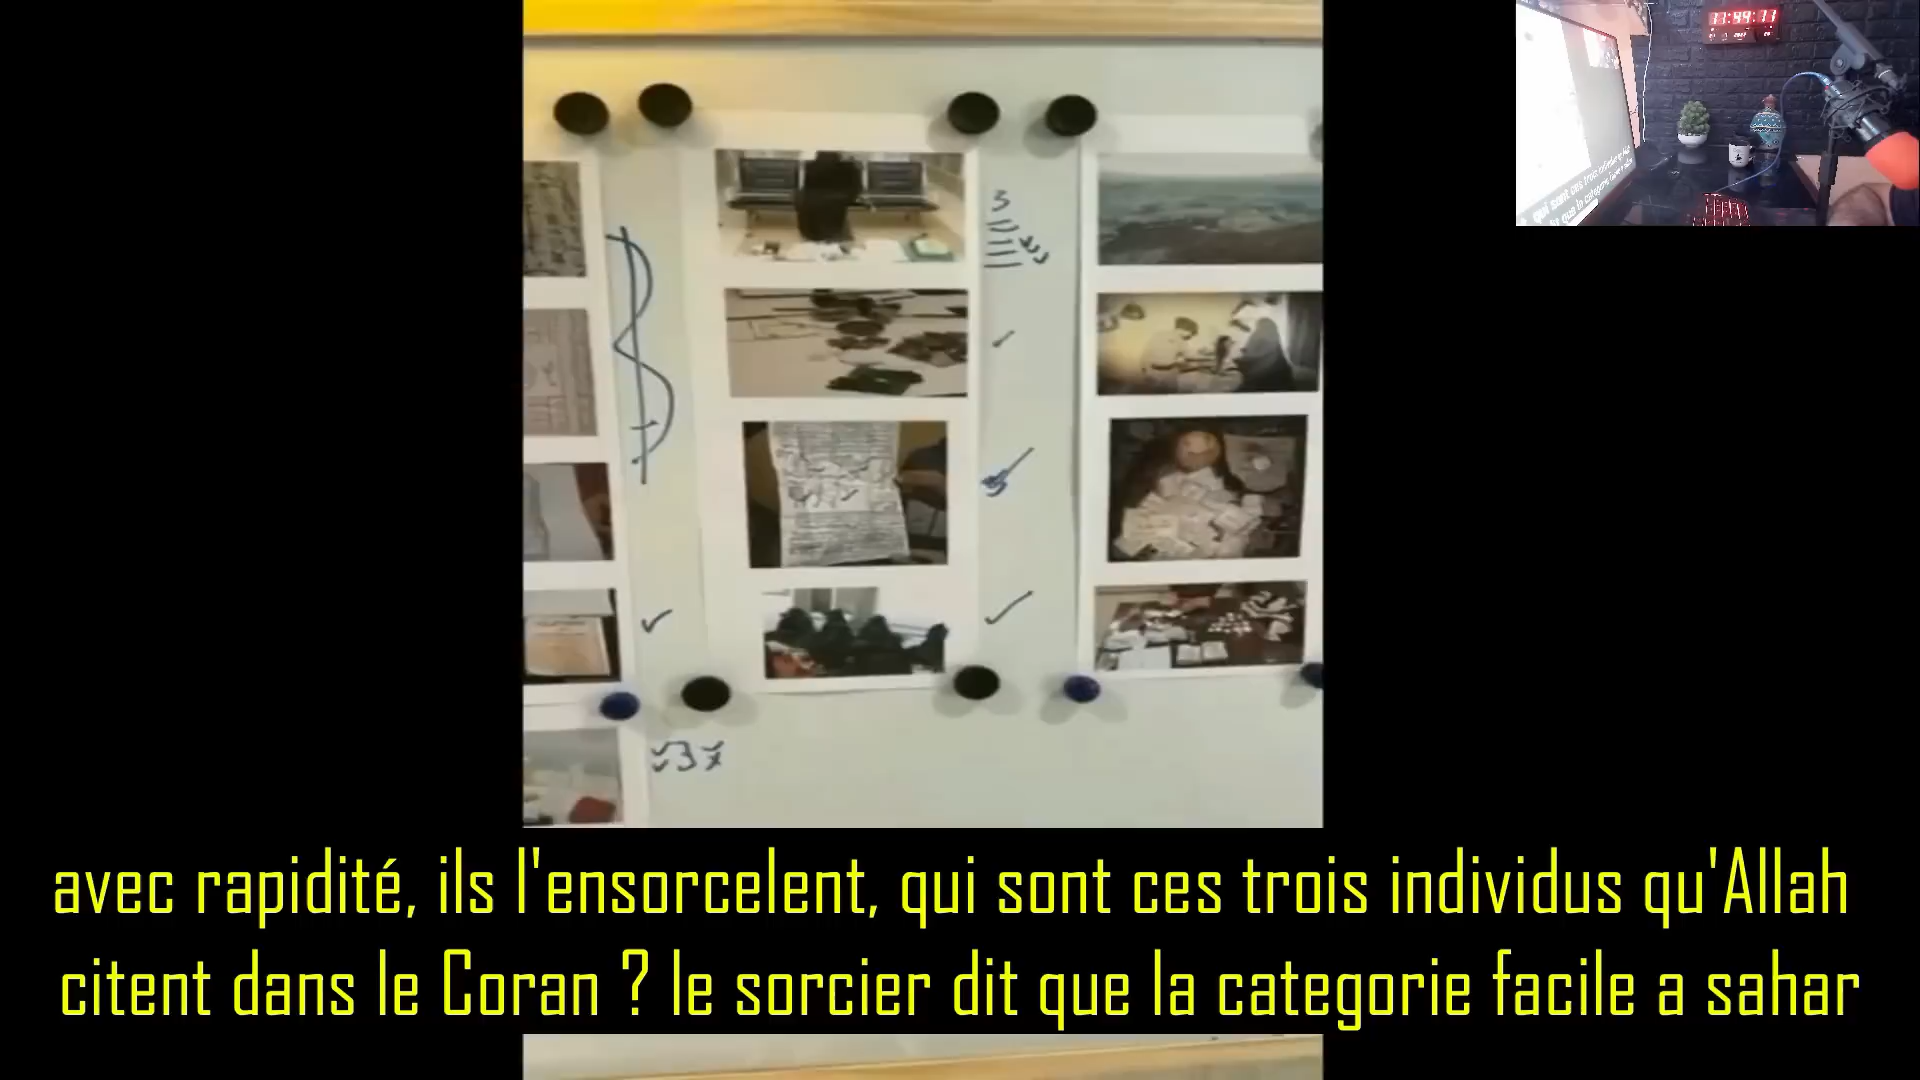 avec rapidité, ils l'ensorcelent, qui sont ces trois individus qu'Allah
citent dans le Coran ? le sorcier dit que la categorie facile a sahar